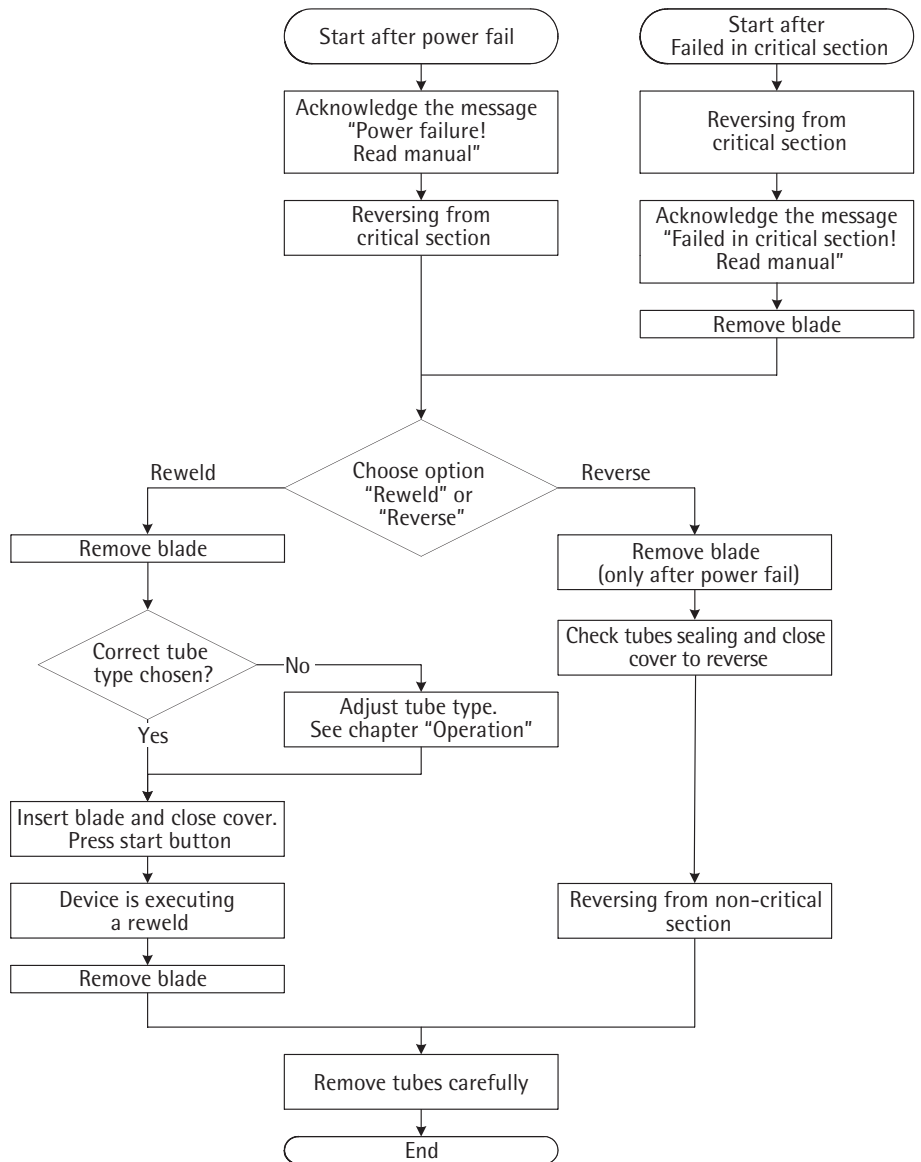 Start after power fail
Start after
Failed in critical section
Acknowledge the message
“Power failure!
Read manual”
Reversing from
critical section
Reversing from
critical section
Acknowledge the message
“Failed in critical section!
Read manual”
Remove blade
Choose option
“Reweld” or
“Reverse”
Reweld
Reverse
Remove blade
Remove blade
(only after power fail)
Correct tube
type chosen?
No
Yes
Adjust tube type.
See chapter “Operation”
Check tubes sealing and close
cover to reverse
Insert blade and close cover.
Press start button
Device is executing
a reweld
Remove blade
Reversing from non-critical
section
Remove tubes carefully
End